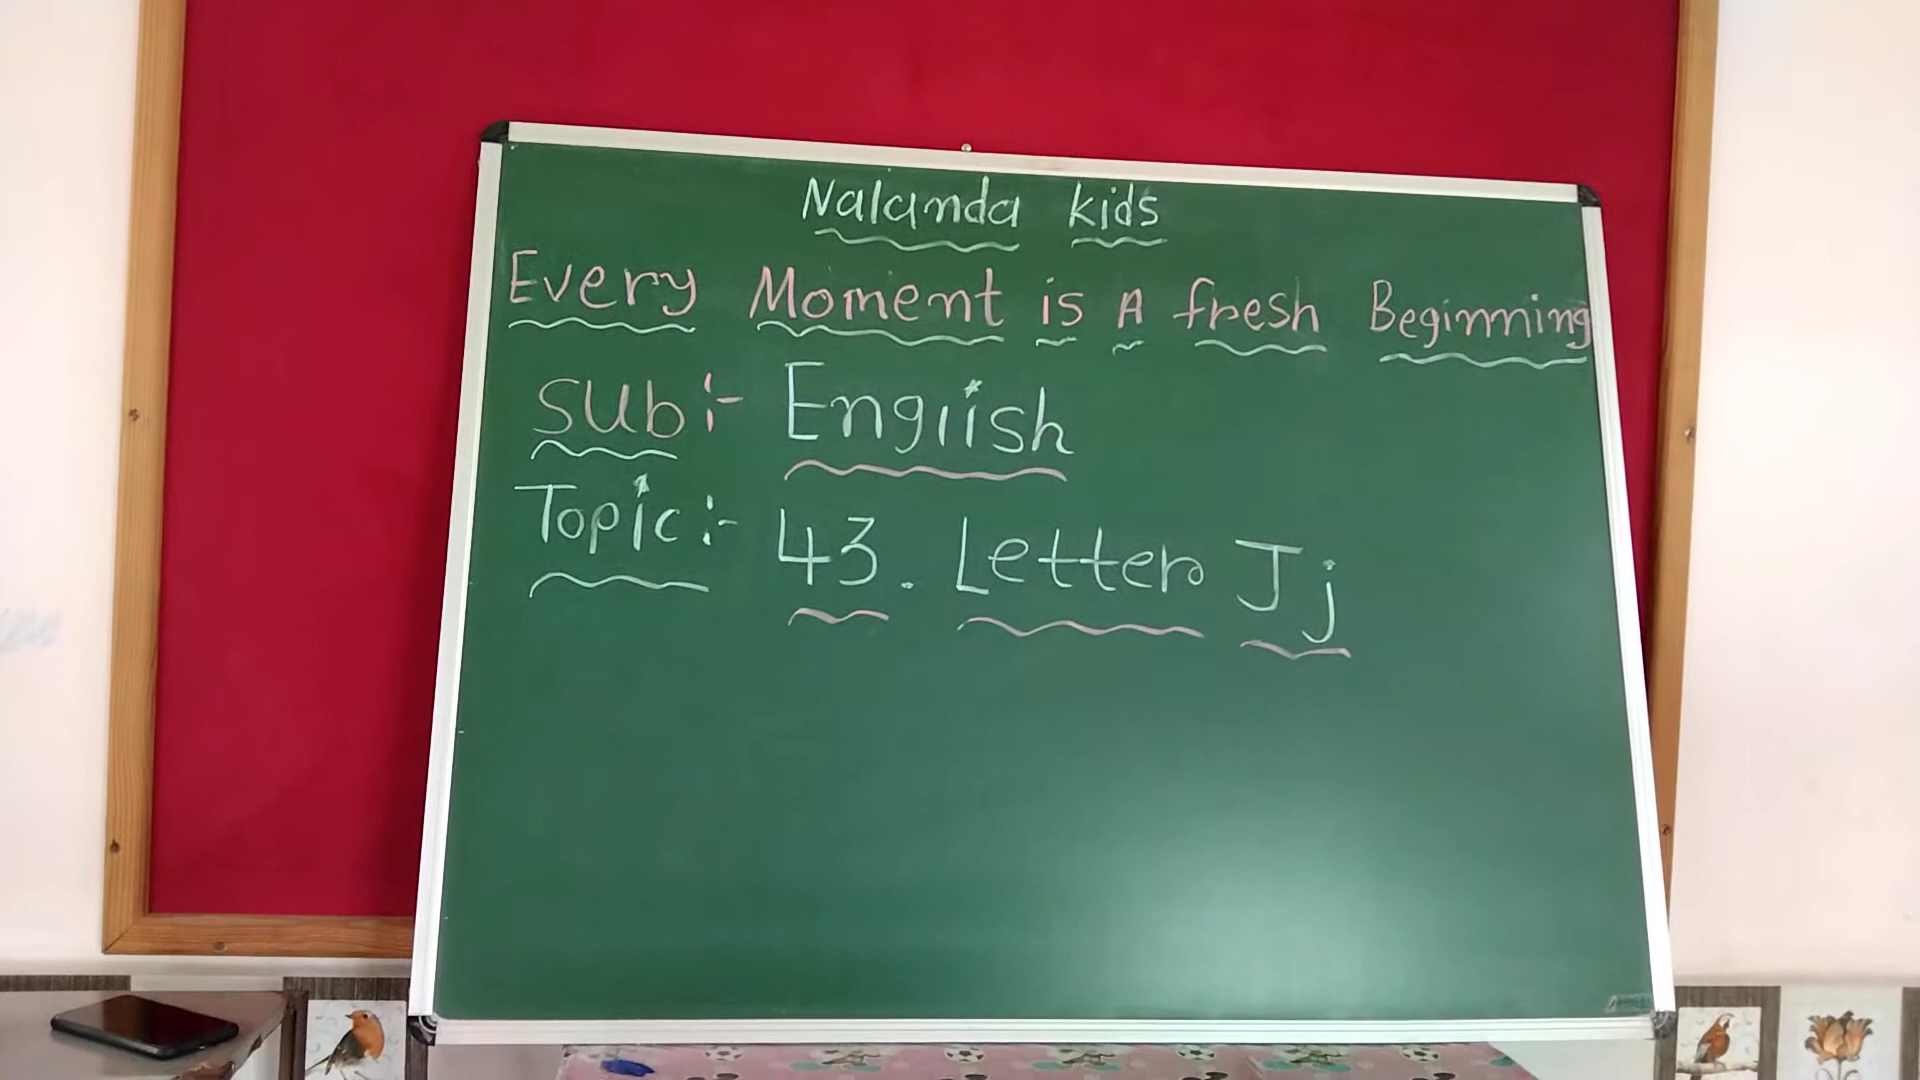 Nalanda kids
Every Moment is A fresh Beginning
SUB:- English
Topic:- 43. Letter Jj